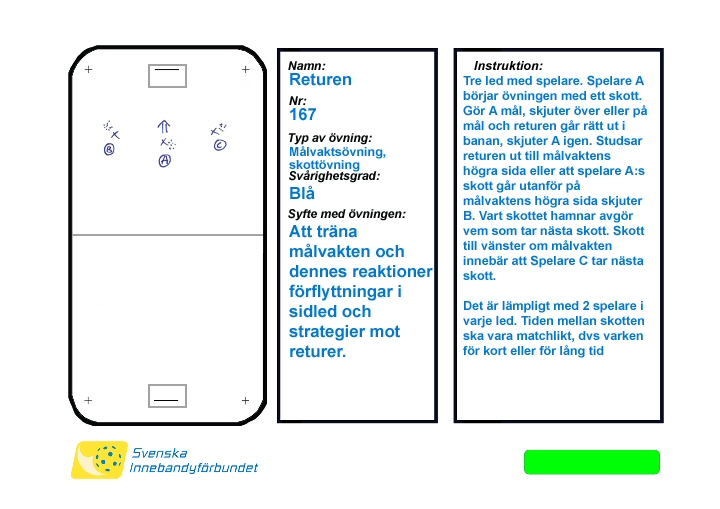 Namn:
Returen
Nr:
167
Typ av övning:
Målvaktsövning,
skottövning
Svårighetsgrad:
Blå
Syfte med övningen:
Att träna
målvakten och
dennes reaktioner
förflyttningar i
sidled och
strategier mot
returer.
Instruktion:
Tre led med spelare. Spelare A
börjar övningen med ett skott.
Gör A mål, skjuter över eller på
mål och returen går rätt ut i
banan, skjuter A igen. Studsar
returen ut till målvaktens
högra sida eller att spelare A:s
skott går utanför på
målvaktens högra sida skjuter
B. Vart skottet hamnar avgör
vem som tar nästa skott. Skott
till vänster om målvakten
innebär att Spelare C tar nästa
skott.
Det är lämpligt med 2 spelare i
varje led. Tiden mellan skotten
ska vara matchlikt, dvs varken
för kort eller för lång tid
B
A
C
Svenska
Innebandyförbundet